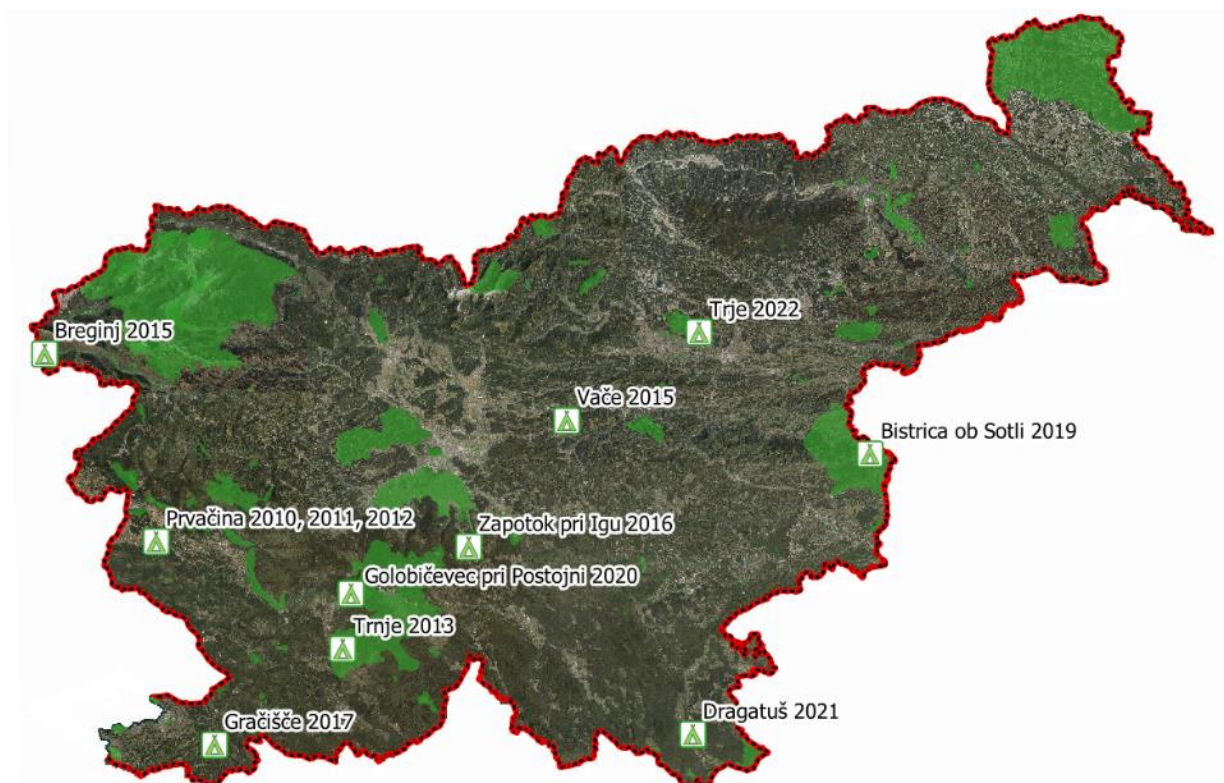 Breginj 2015
Trje 2022
Vače 2015
Bistrica ob Sotli 2019
Prvačina 2010, 2011, 2012
Zapotok pri Igu 2016
Golobičevec pri Postojni 2020
Trnje 2013
Dragatuš 2021
Gračišče 2017